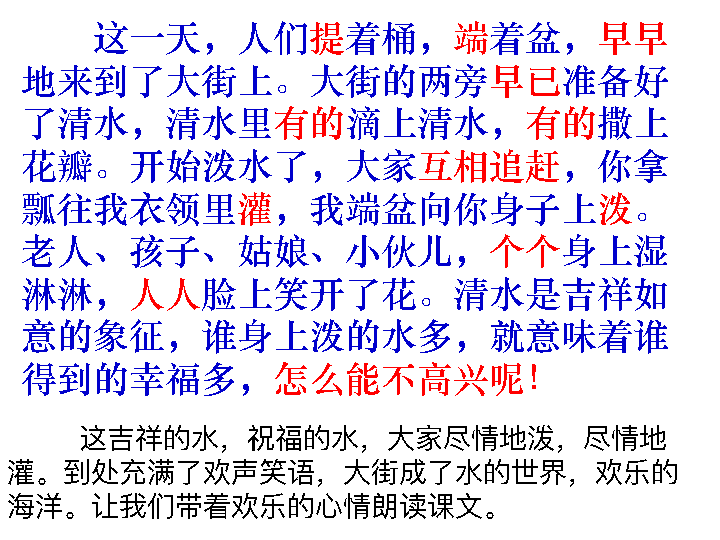 这一天，人们提着桶，端着盆，早早
地来到了大街上。大街的两旁早已准备好
了清水，清水里有的滴上清水，有的撒上
花瓣。开始泼水了，大家互相追赶，你拿
瓢往我衣领里灌，我端盆向你身子上泼。
老人、孩子、姑娘、小伙儿，个个身上湿
淋淋，人人脸上笑开了花。清水是吉祥如
意的象征，谁身上泼的水多，就意味着谁
得到的幸福多，怎么能不高兴呢！
这吉祥的水，祝福的水，大家尽情地泼，尽情地
灌。到处充满了欢声笑语，大街成了水的世界，欢乐的
海洋。让我们带着欢乐的心情朗读课文。